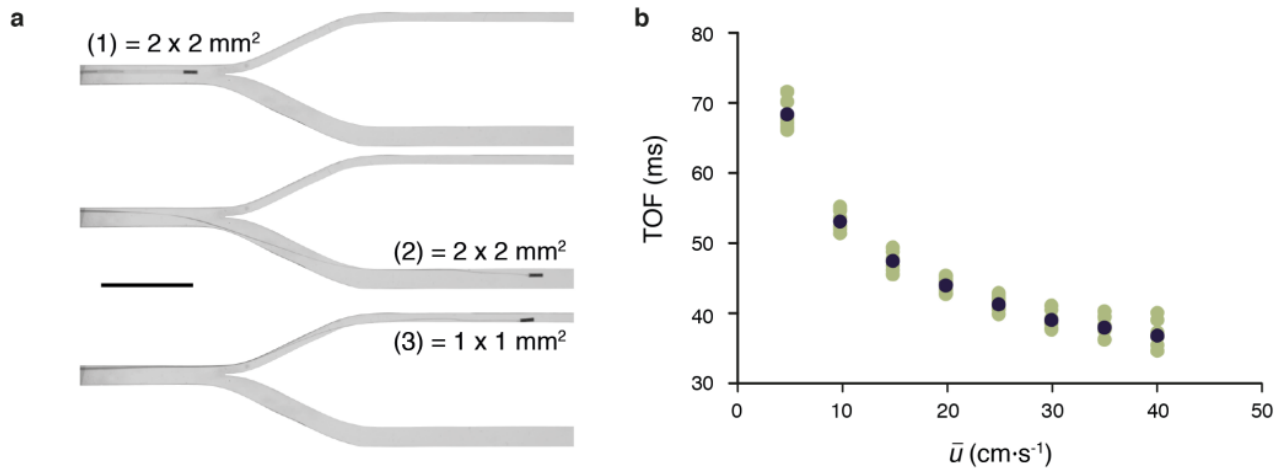 a
(1) = 2 x 2 mm²
(2) = 2 x 2 mm²
(3) = 1 x 1 mm²
b
80
70
60
50
40
30
TOF (ms)
0
10
20
30
40
50
ū (cm·s⁻¹)